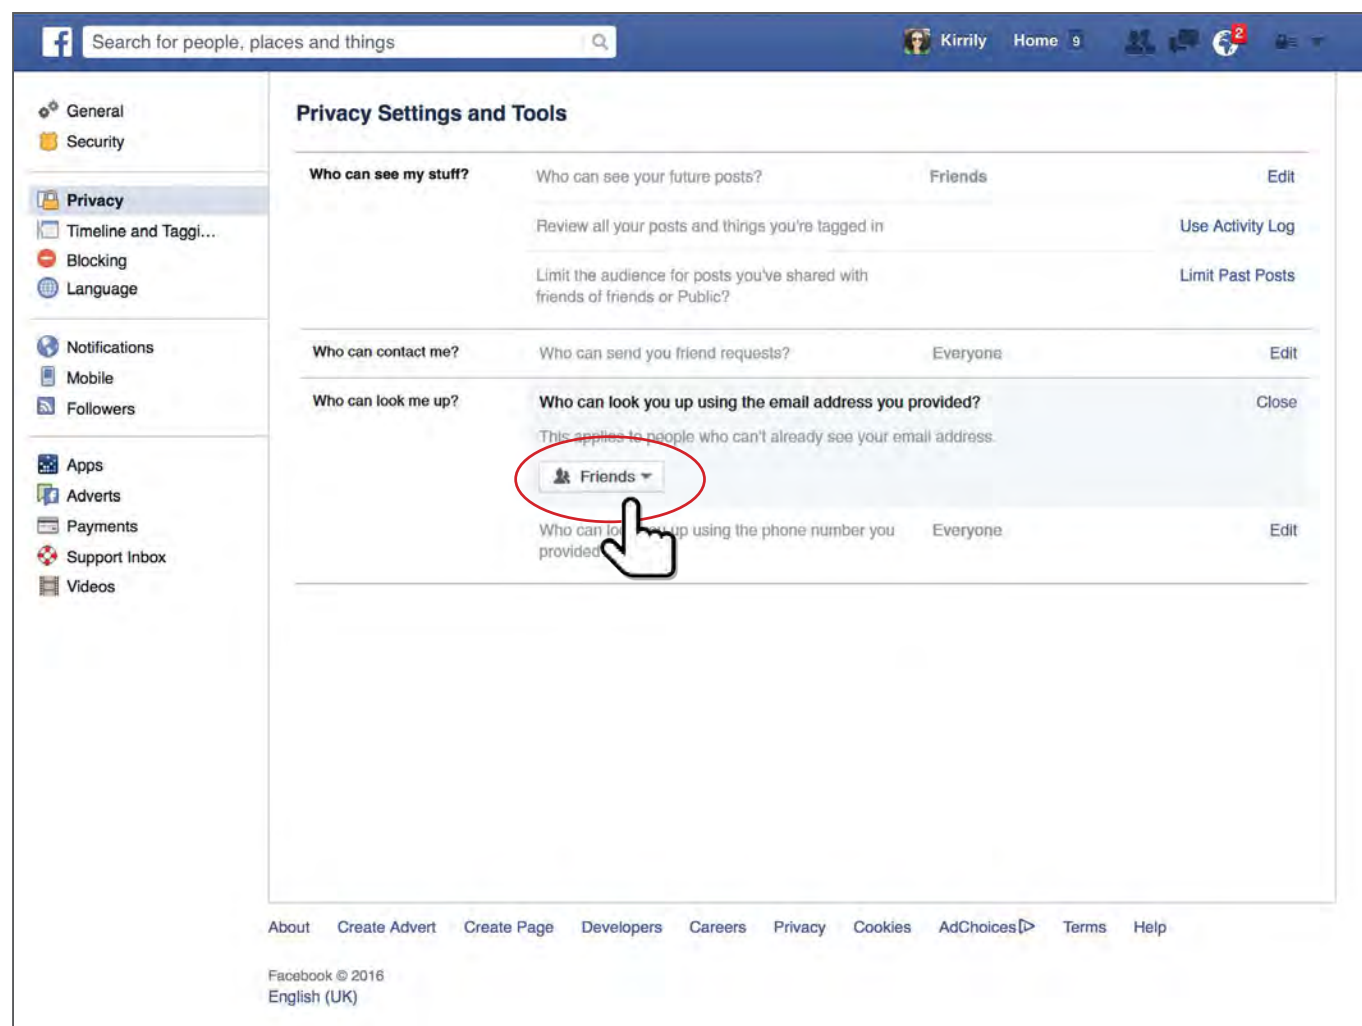 f
Search for people, places and things
Kirrily Home 9
2
General
Security
Privacy
Timeline and Taggi...
Blocking
Language
Notifications
Mobile
Followers
Apps
Adverts
Payments
Support Inbox
Videos
Privacy Settings and Tools
Who can see my stuff?
Who can see your future posts? Friends Edit
Review all your posts and things you're tagged in Use Activity Log
Limit the audience for posts you've shared with
friends of friends or Public?
Limit Past Posts
Who can contact me? Who can send you friend requests? Everyone Edit
Who can look me up? Who can look you up using the email address you provided? Close
This applies to people who can't already see your email address.
Friends
Who can look you up using the phone number you
provided
Everyone Edit
About Create Advert Create Page Developers Careers Privacy Cookies AdChoices Terms Help
Facebook © 2016
English (UK)